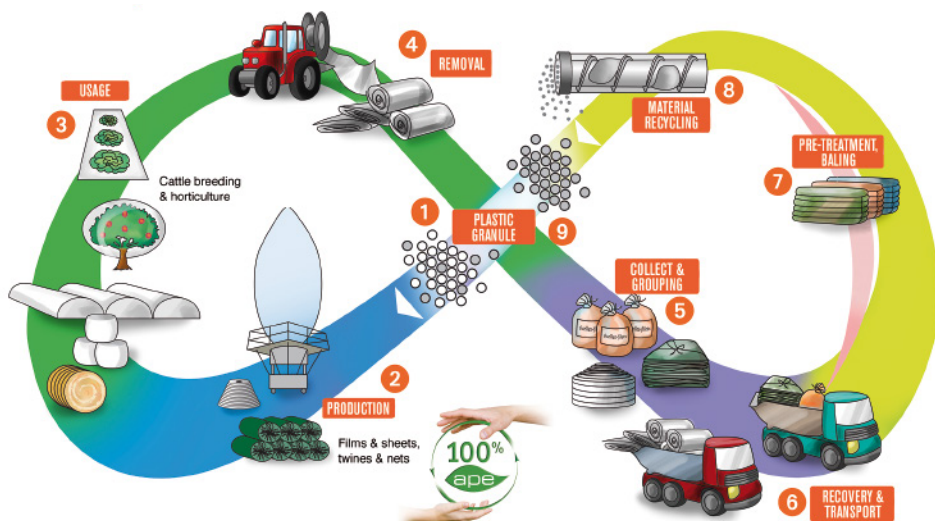 1
PLASTIC
GRANULE
9
2
PRODUCTION
Films & sheets,
twines & nets
USAGE
3
Cattle breeding
& horticulture
4
REMOVAL
COLLECT &
GROUPING
5
6
RECOVERY &
TRANSPORT
PRE-TREATMENT,
BALING
7
8
MATERIAL
RECYCLING
100%
ape